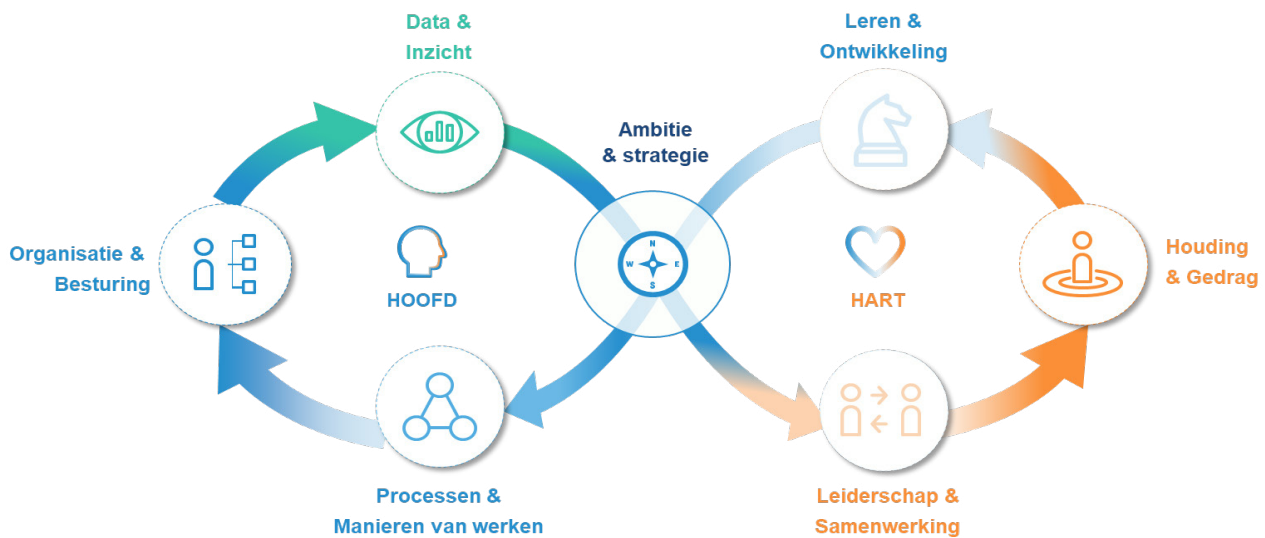 Data &
Inzicht
Leren &
Ontwikkeling
Ambitie
& strategie
Organisatie &
Besturing
HOOFD
N
W E
S
HART
Houding
& Gedrag
Processen &
Manieren van werken
Leiderschap &
Samenwerking